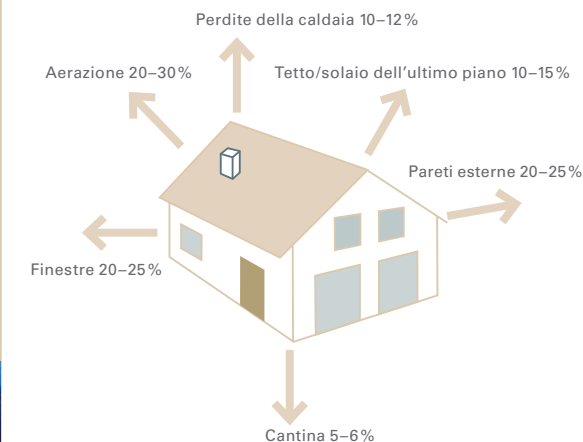 Perdite della caldaia 10–12%
Aerazione 20–30%
Tetto/solaio dell’ultimo piano 10–15%
Pareti esterne 20–25%
Finestre 20–25%
Cantina 5–6%